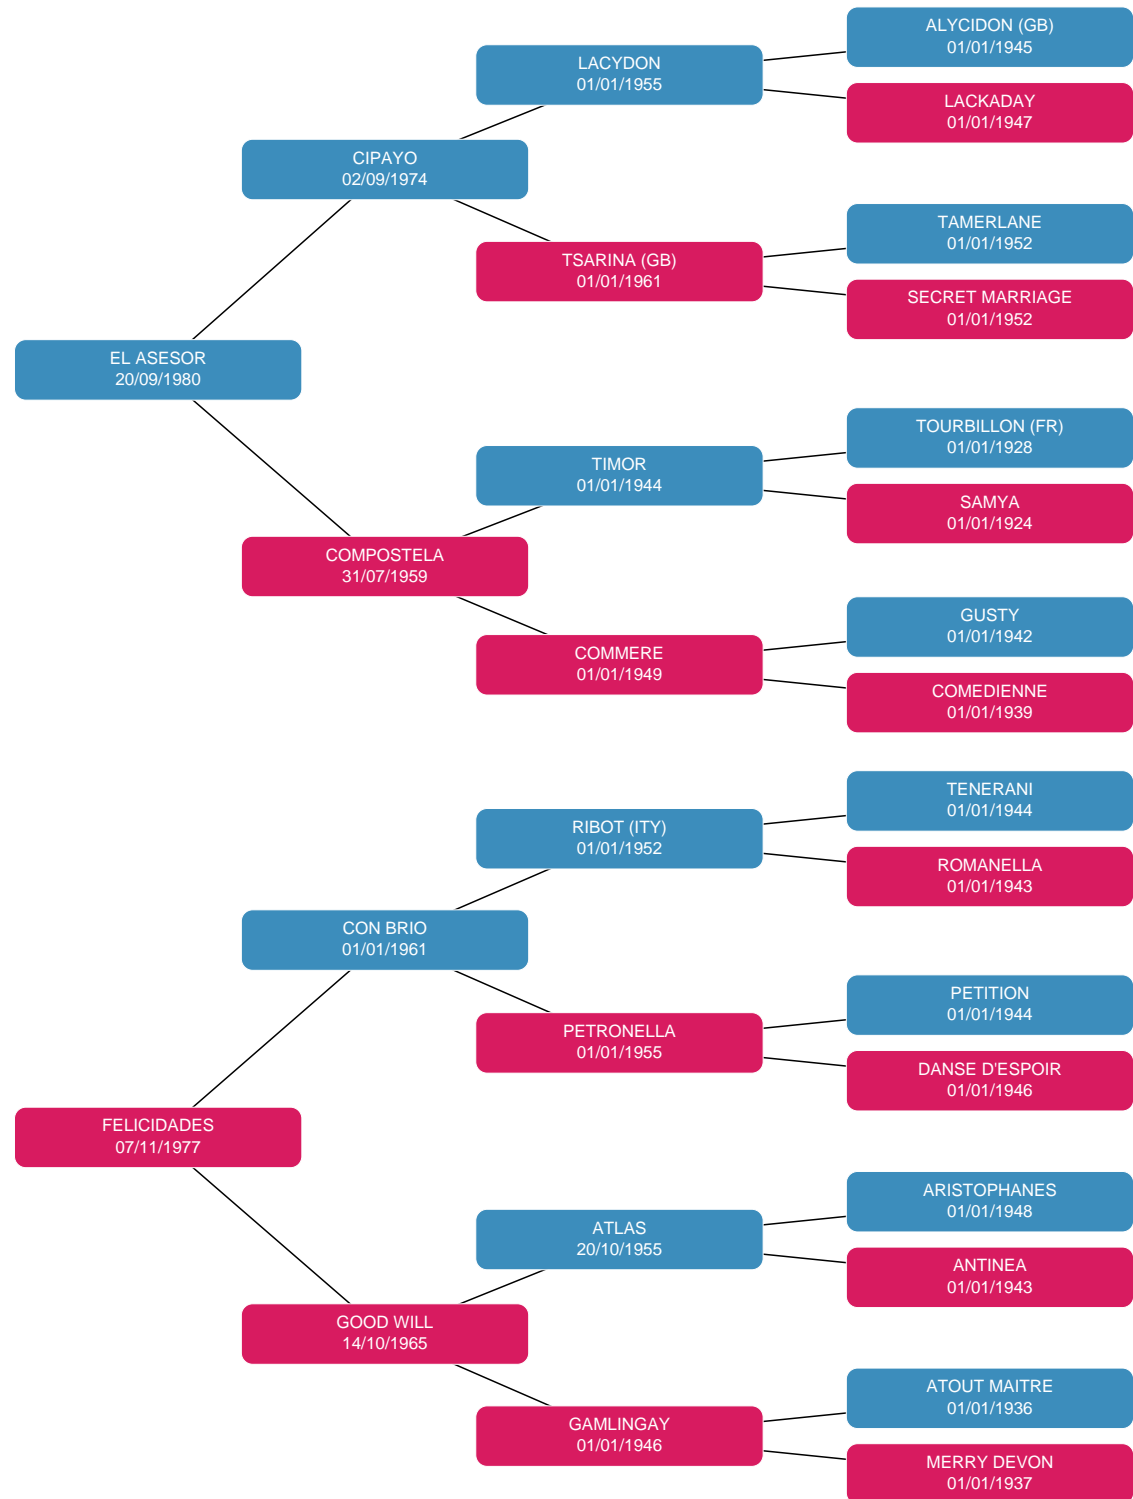 ALYCIDON (GB)
01/01/1945
LACYDON
01/01/1955
LACKADAY
01/01/1947
CIPAYO
02/09/1974
TAMERLANE
01/01/1952
TSARINA (GB)
01/01/1961
SECRET MARRIAGE
01/01/1952
EL ASESOR
20/09/1980
TOURBILLON (FR)
01/01/1928
TIMOR
01/01/1944
SAMYA
01/01/1924
COMPOSTELA
31/07/1959
GUSTY
01/01/1942
COMMERE
01/01/1949
COMEDIENNE
01/01/1939
TENERANI
01/01/1944
RIBOT (ITY)
01/01/1952
ROMANELLA
01/01/1943
CON BRIO
01/01/1961
PETITION
01/01/1944
PETRONELLA
01/01/1955
DANSE D'ESPOIR
01/01/1946
FELICIDADES
07/11/1977
ARISTOPHANES
01/01/1948
ATLAS
20/10/1955
ANTINEA
01/01/1943
GOOD WILL
14/10/1965
ATOUT MAITRE
01/01/1936
GAMLINGAY
01/01/1946
MERRY DEVON
01/01/1937